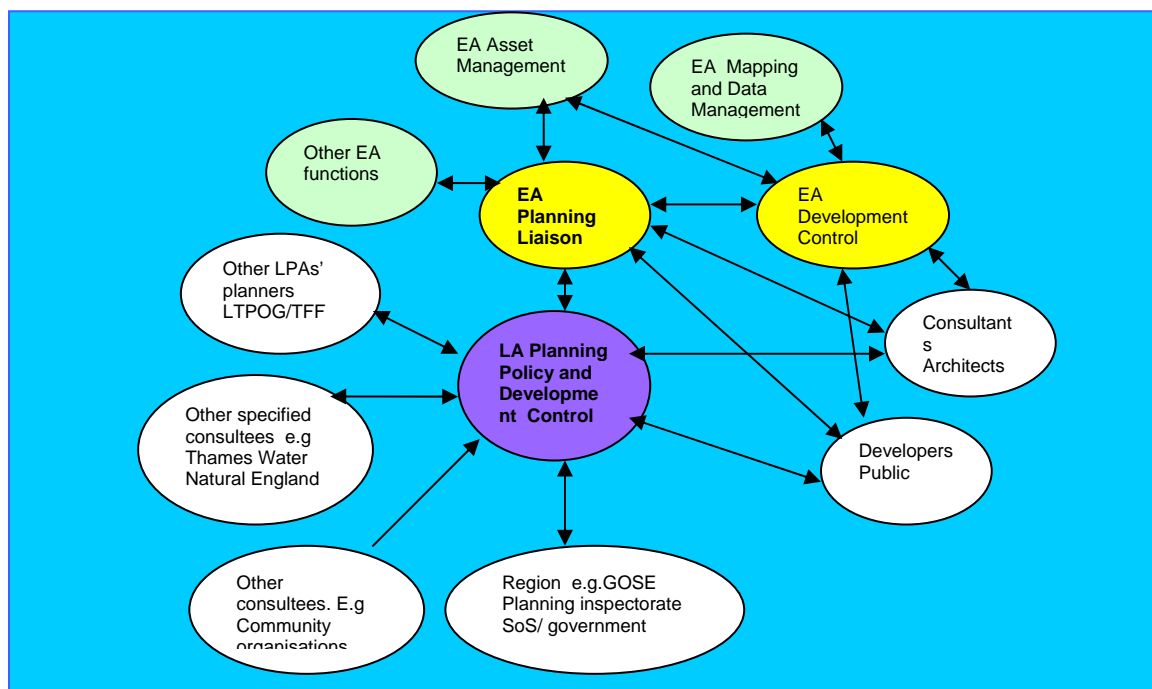 EA Asset
Management
EA  Mapping
and Data
Management
Other EA
functions
EA
Planning
Liaison
EA
Development
Control
Other LPAs'
planners
LTPOG/TFF
LA Planning
Policy and
Developme
nt  Control
Consultant
s
Architects
Other specified
consultees  e.g
Thames Water
Natural England
Developers
Public
Other
consultees. E.g
Community
organisations
Region  e.g.GOSE
Planning inspectorate
SoS/ government